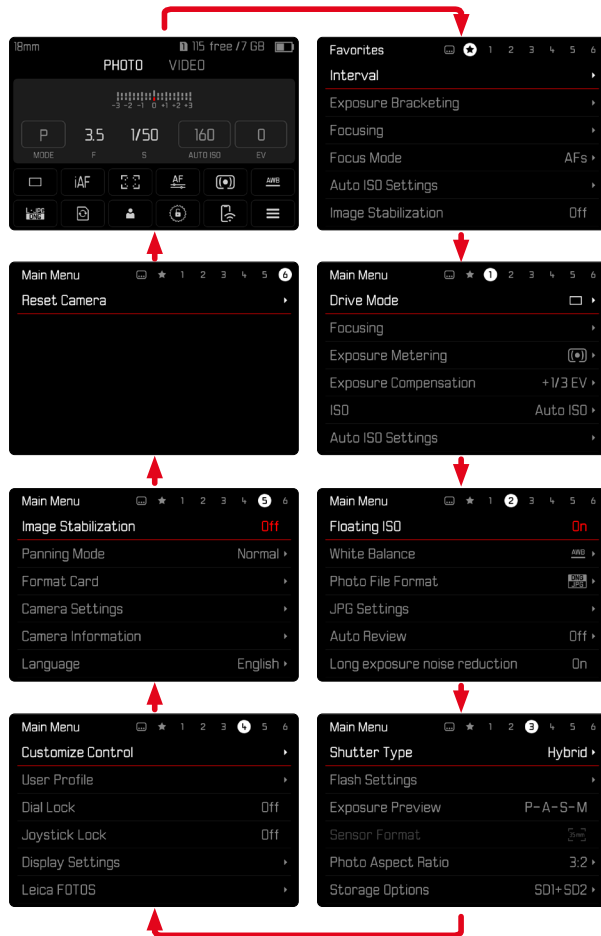 18mm 1 115 free / 7 GB
PHOTO VIDEO
-3 -2 -1 0 +1 +2 +3
P 3.5 1/50 160 0
MODE F S AUTO ISO EV
iAF AF AWB
L-JPG DNG
Favorites 1 2 3 4 5 6
Interval
Exposure Bracketing
Focusing
Focus Mode AFs
Auto ISO Settings
Image Stabilization Off
Main Menu 1 2 3 4 5 6
Reset Camera
Main Menu 1 2 3 4 5 6
Drive Mode
Focusing
Exposure Metering
Exposure Compensation +1/3 EV
ISO Auto ISO
Auto ISO Settings
Main Menu 1 2 3 4 5 6
Image Stabilization Off
Panning Mode Normal
Format Card
Camera Settings
Camera Information
Language English
Main Menu 1 2 3 4 5 6
Floating ISO On
White Balance AWB
Photo File Format DNG JPG
JPG Settings
Auto Review Off
Long exposure noise reduction On
Main Menu 1 2 3 4 5 6
Customize Control
User Profile
Dial Lock Off
Joystick Lock Off
Display Settings
Leica FOTOS
Main Menu 1 2 3 4 5 6
Shutter Type Hybrid
Flash Settings
Exposure Preview P-A-S-M
Sensor Format 35mm
Photo Aspect Ratio 3:2
Storage Options SD1+SD2